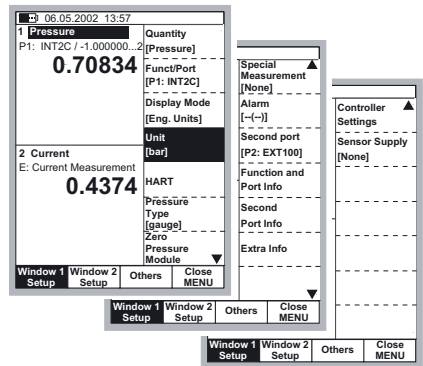 06.05.2002 13:57
1 Pressure
P1: INT2C / -1.000000...2
0.70834
2 Current
E: Current Measurement
0.4374
Quantity
[Pressure]
Funct/Port
[P1: INT2C]
Display Mode
[Eng. Units]
Unit
[bar]
HART
Pressure
Type
[gauge]
Zero
Pressure
Module
Window 1 Setup
Window 2 Setup
Others
Close MENU
Special
Measurement
[None]
Alarm
[--(--)]
Second port
[P2: EXT100]
Function and
Port Info
Second
Port Info
Extra Info
Window 1 Setup
Window 2 Setup
Others
Close MENU
Controller
Settings
Sensor Supply
[None]
Window 1 Setup
Window 2 Setup
Others
Close MENU